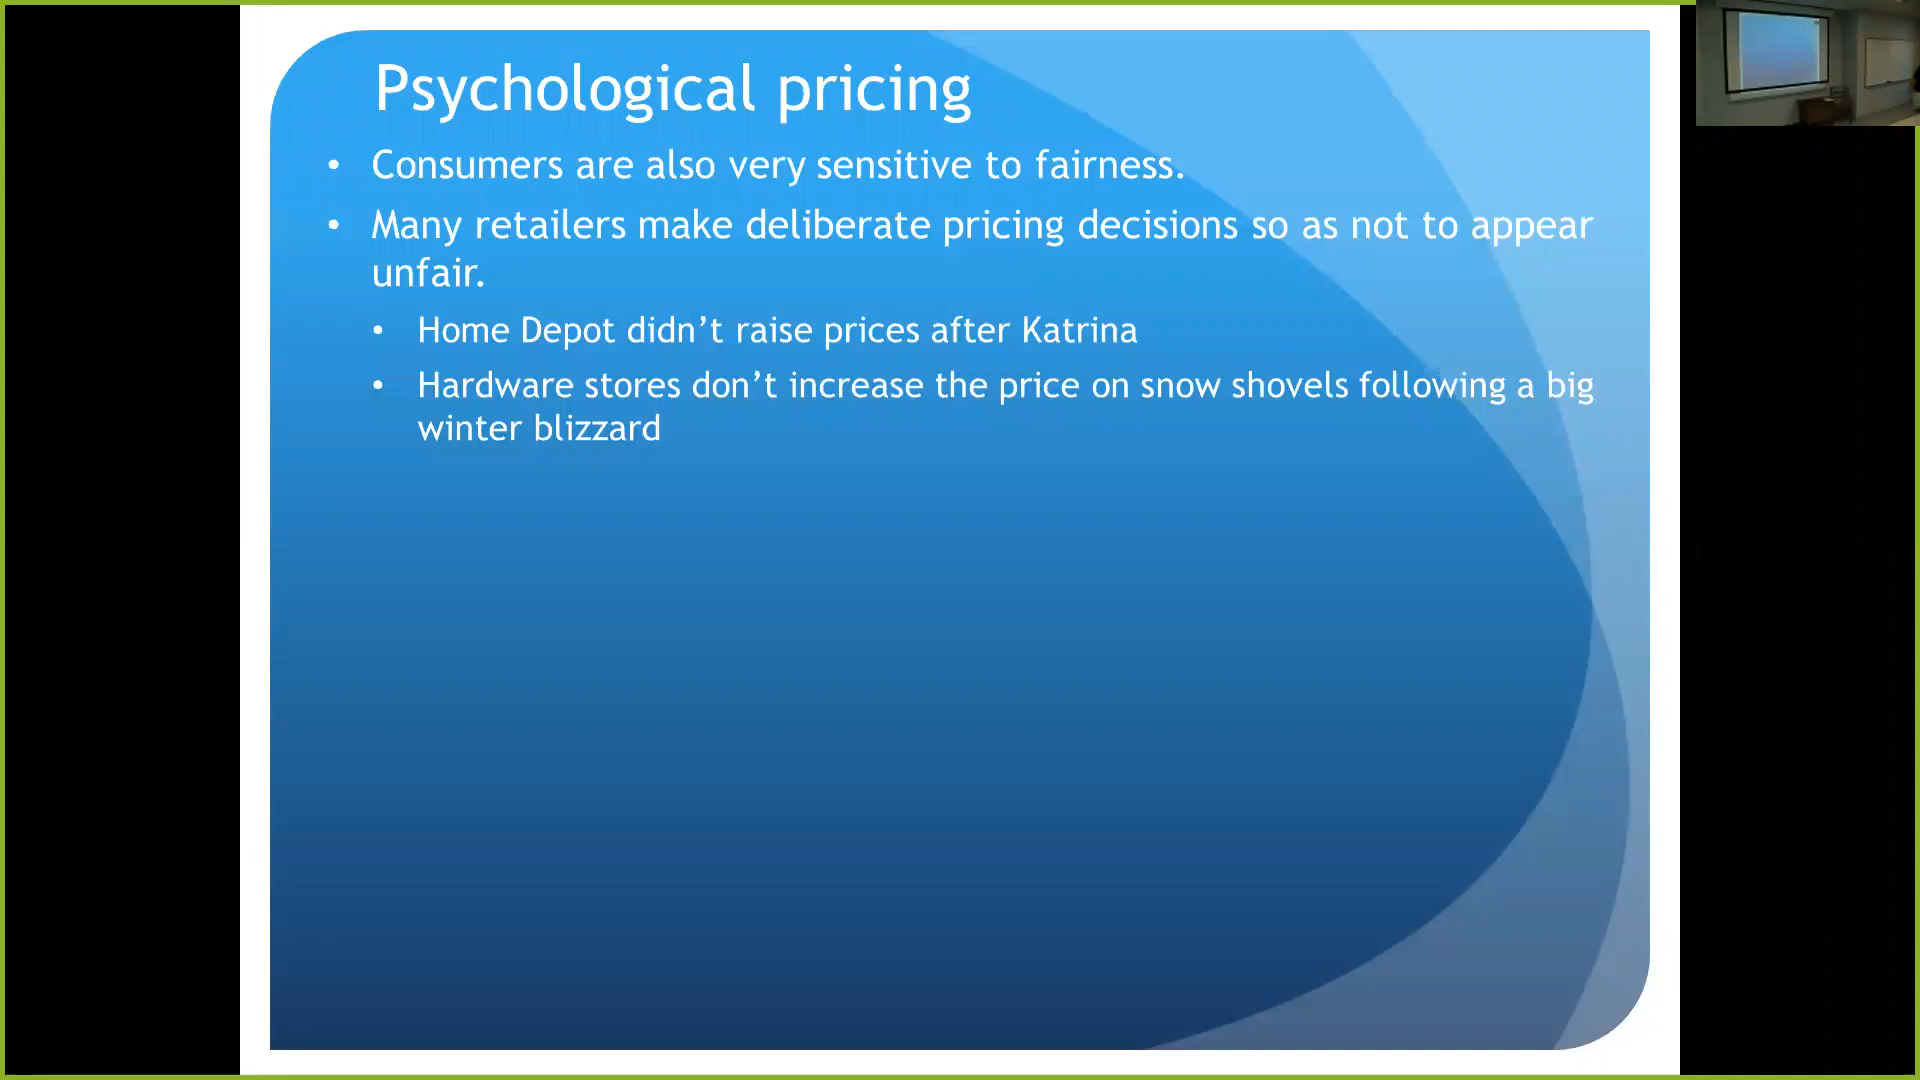 Psychological pricing
• Consumers are also very sensitive to fairness.
• Many retailers make deliberate pricing decisions so as not to appear
unfair.
• Home Depot didn’t raise prices after Katrina
• Hardware stores don’t increase the price on snow shovels following a big
winter blizzard